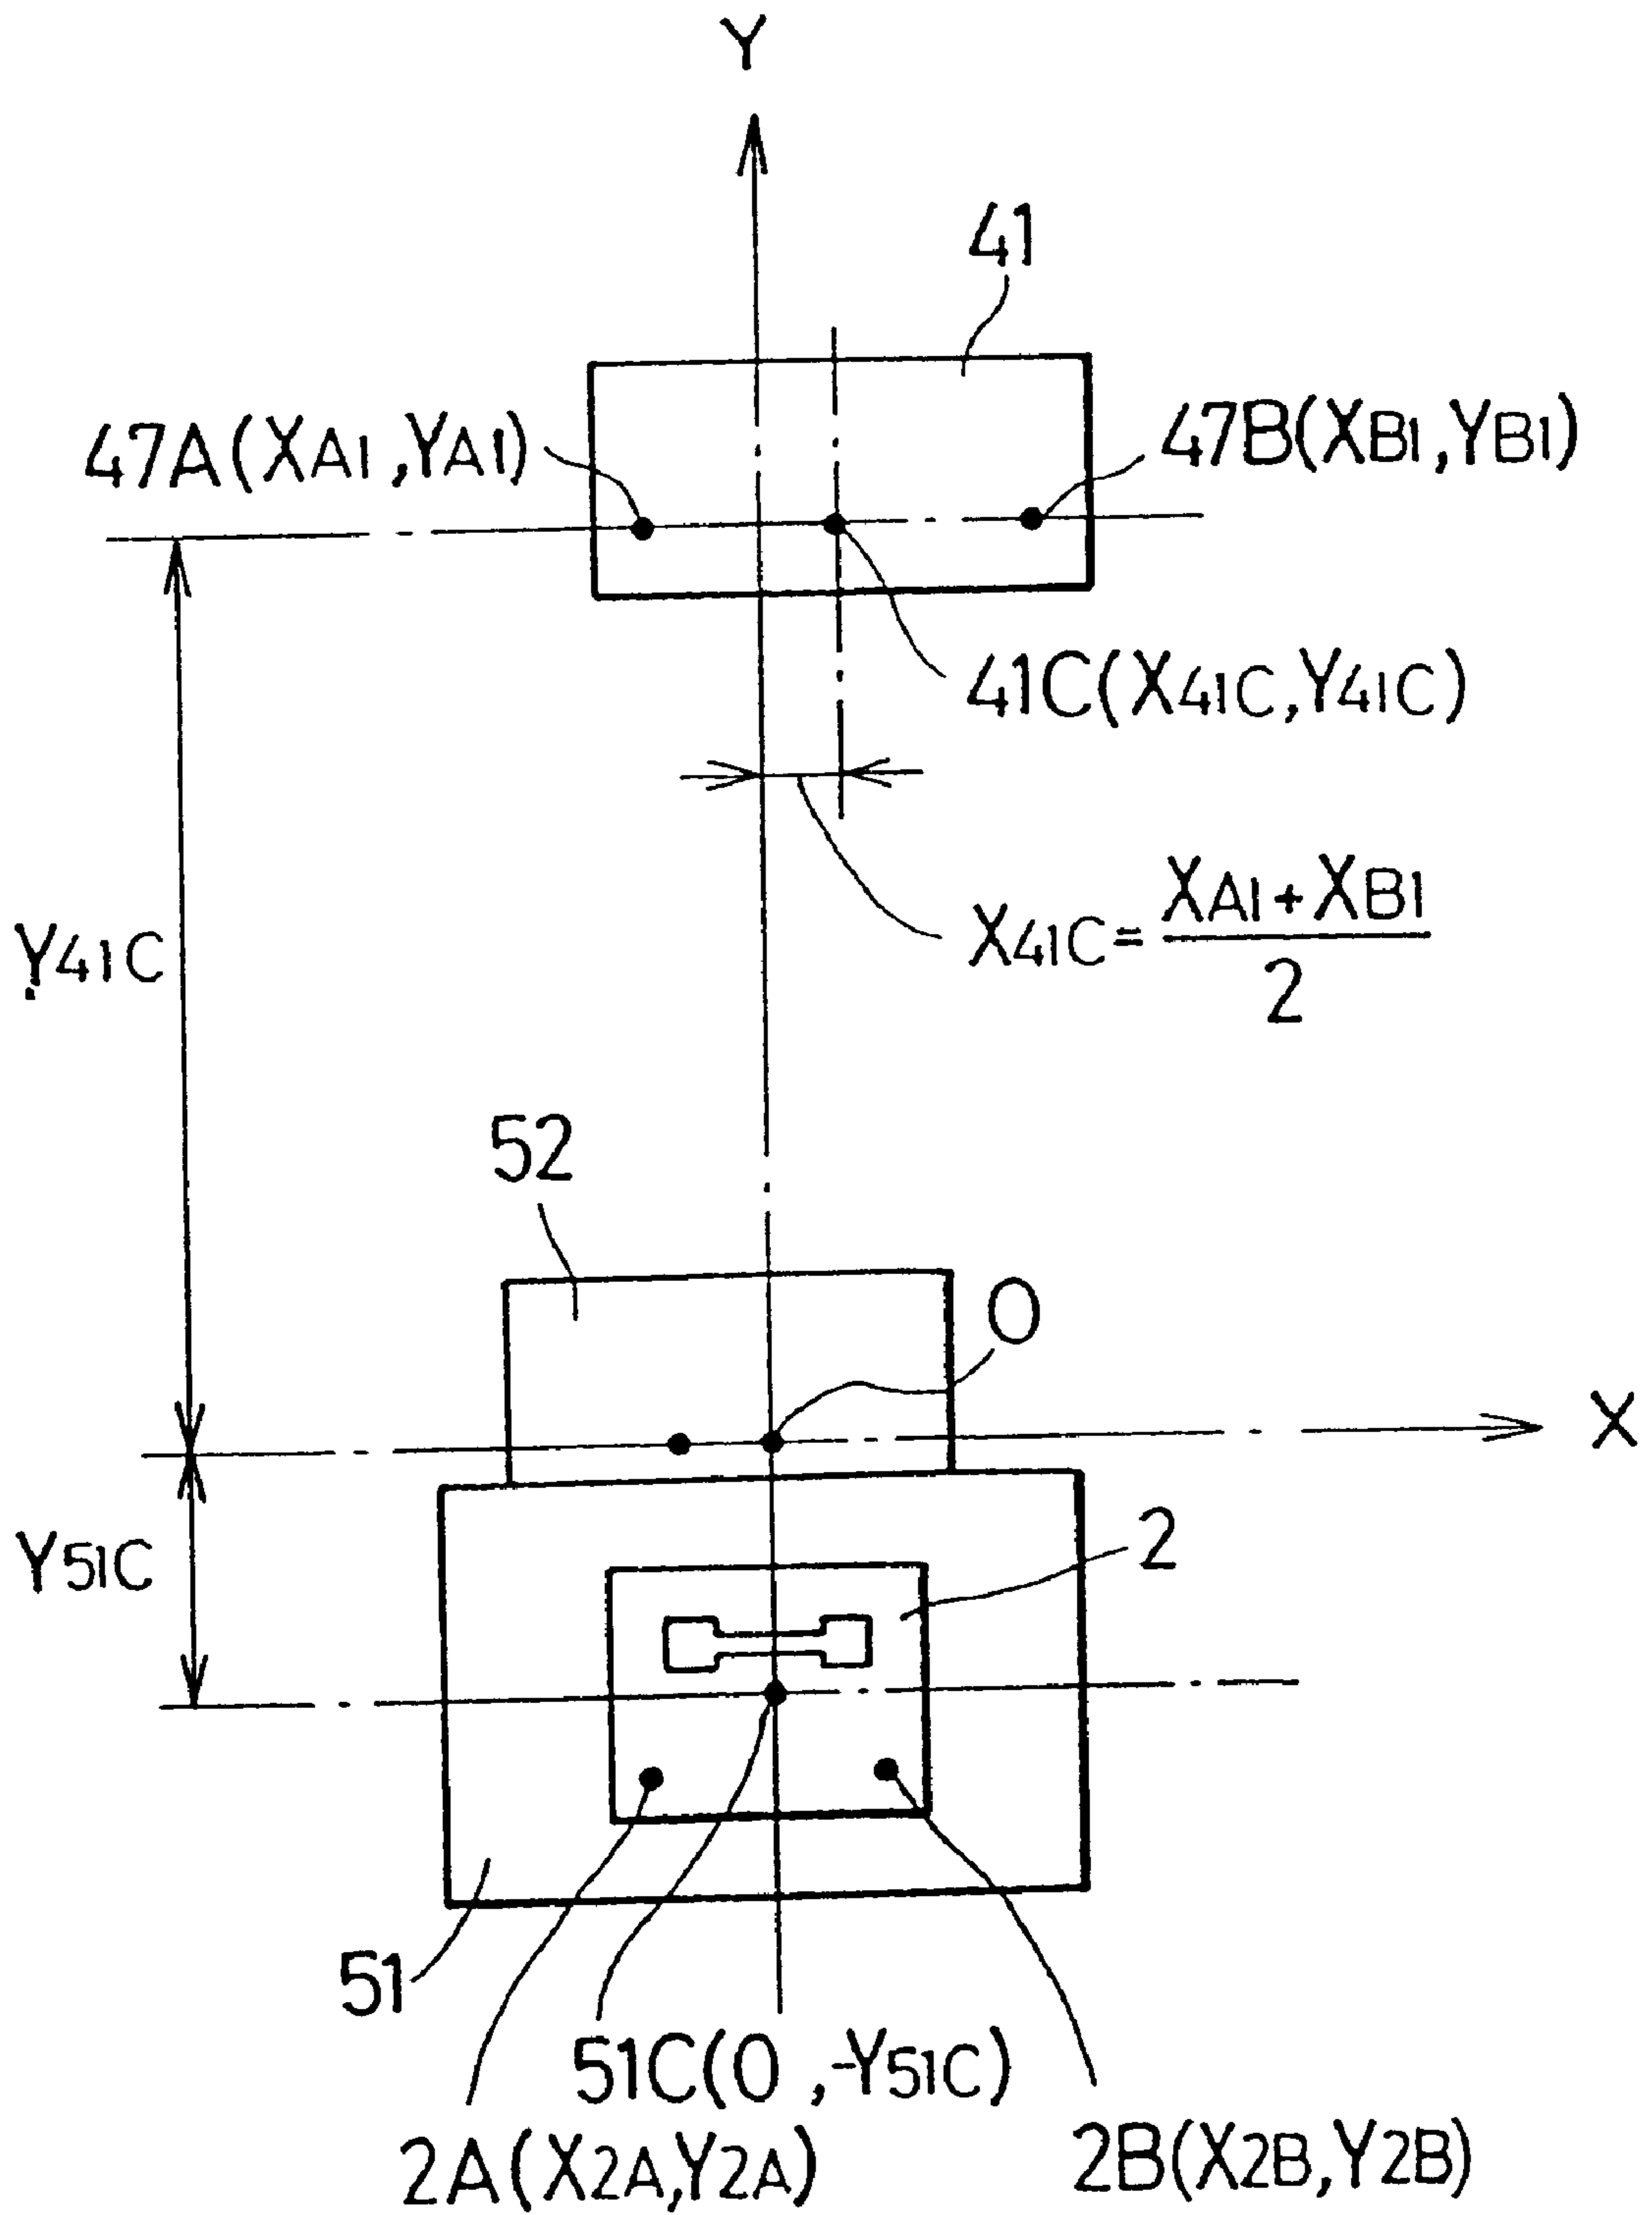 Y
41
47A(XA1,YA1)
47B(XB1,YB1)
41C(X41C,Y41C)
X41C=XA1+XB1/2
Y41C
52
O
X
Y51C
2
51
51C(0,-Y51C)
2A(X2A,Y2A)
2B(X2B,Y2B)